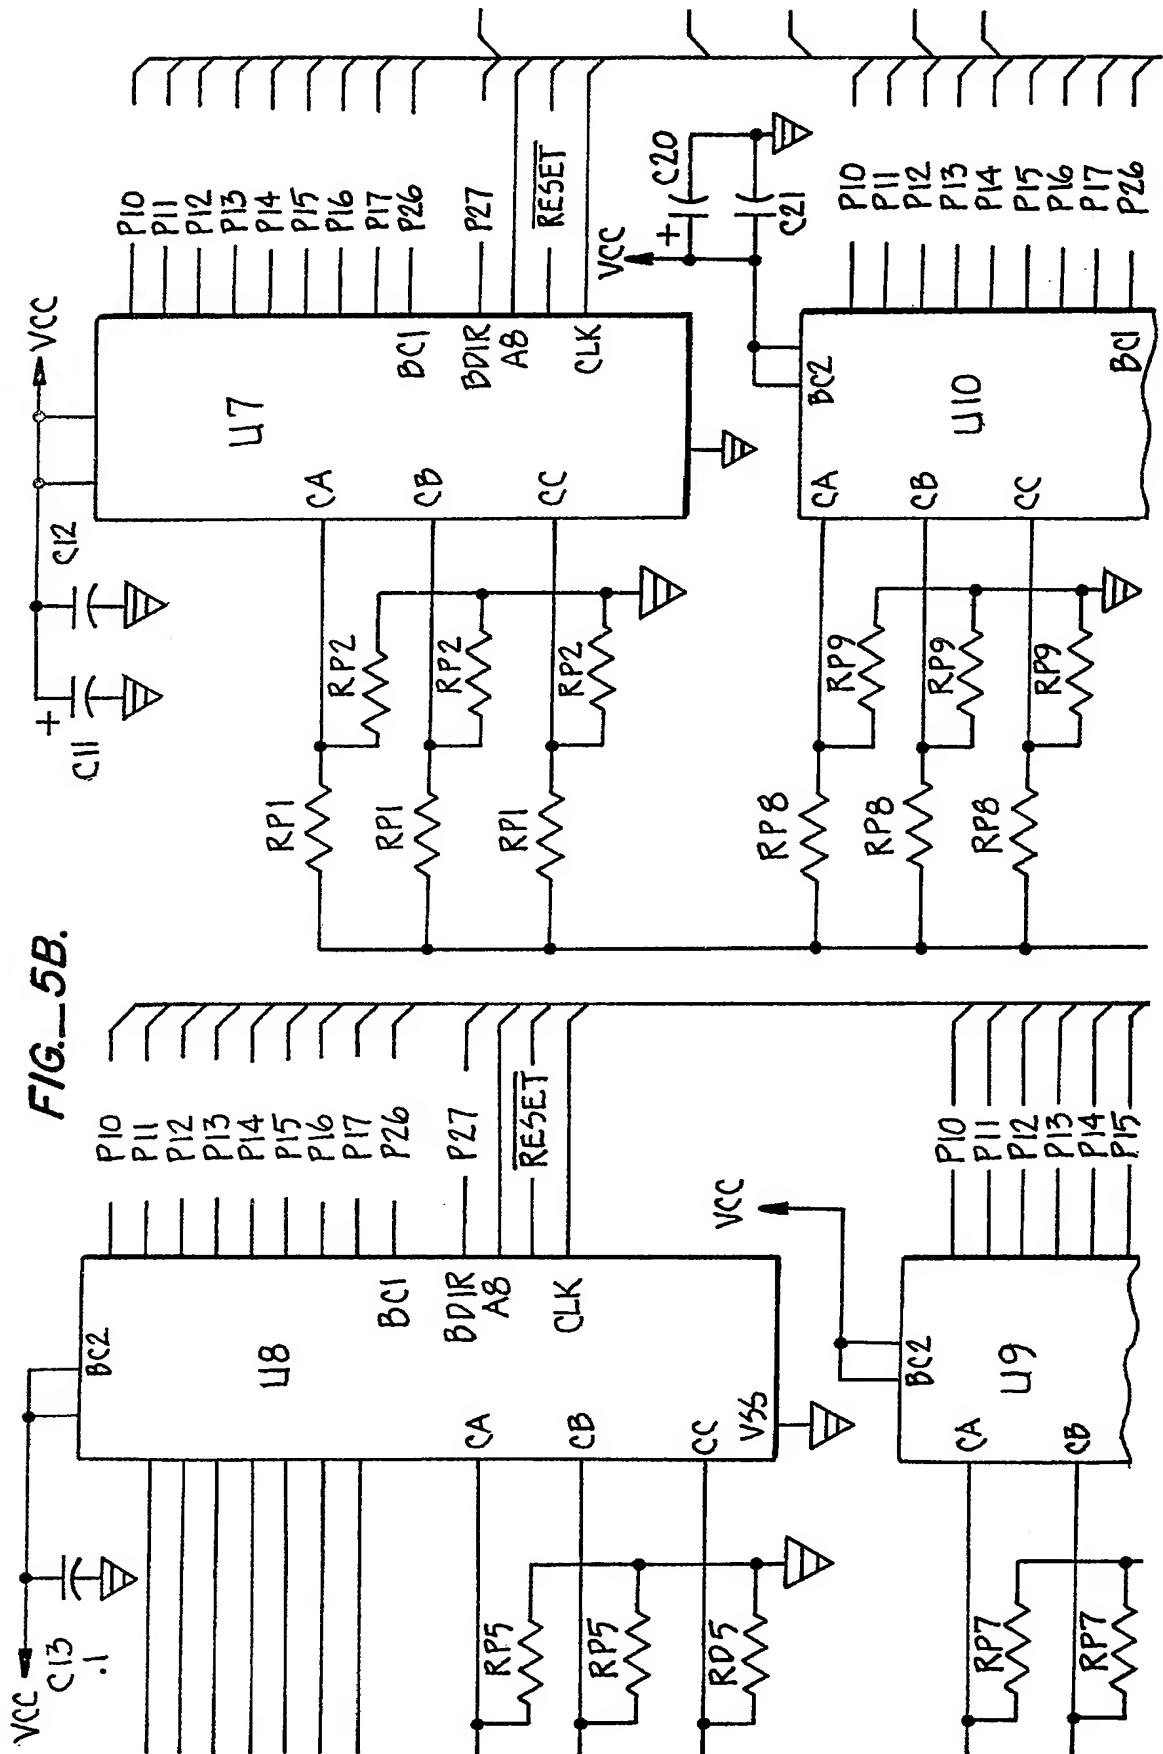 FIG._5B.
VCC
C13
.1
BC2
U8
BC1
BDIR
A8
CLK
CA
CB
CC
VSS
P10
P11
P12
P13
P14
P15
P16
P17
P26
P27
RESET
RP5
RP5
RD5
VCC
BC2
U9
CA
CB
P10
P11
P12
P13
P14
P15
RP7
RP7
+
C11
C12
VCC
U7
BC1
BDIR
A8
CLK
CA
CB
CC
P10
P11
P12
P13
P14
P15
P16
P17
P26
P27
RESET
RP2
RP2
RP2
RP1
RP1
RP1
VCC
+
C20
C21
BC2
U10
BC1
CA
CB
CC
P10
P11
P12
P13
P14
P15
P16
P17
P26
RP9
RP9
RP9
RP8
RP8
RP8